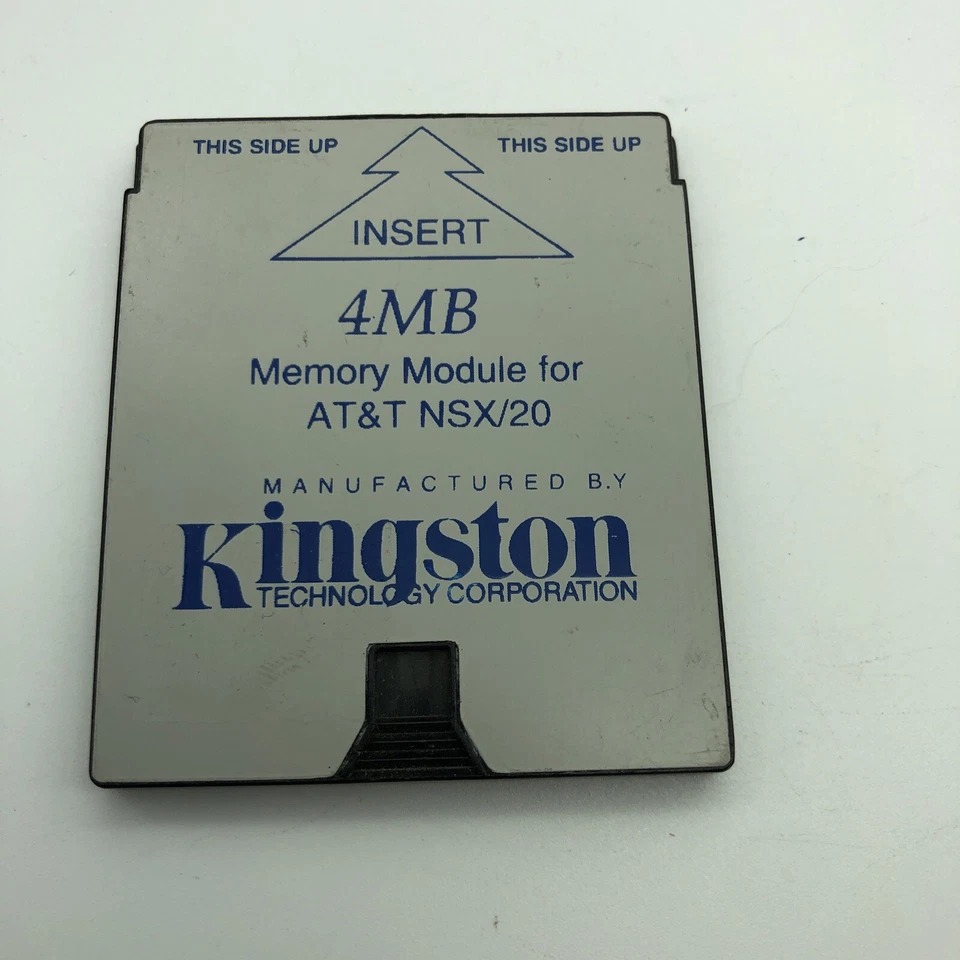 THIS SIDE UP THIS SIDE UP
INSERT
4MB
Memory Module for
AT&T NSX/20
MANUFACTURED B.Y
Kingston
TECHNOLOGY CORPORATION